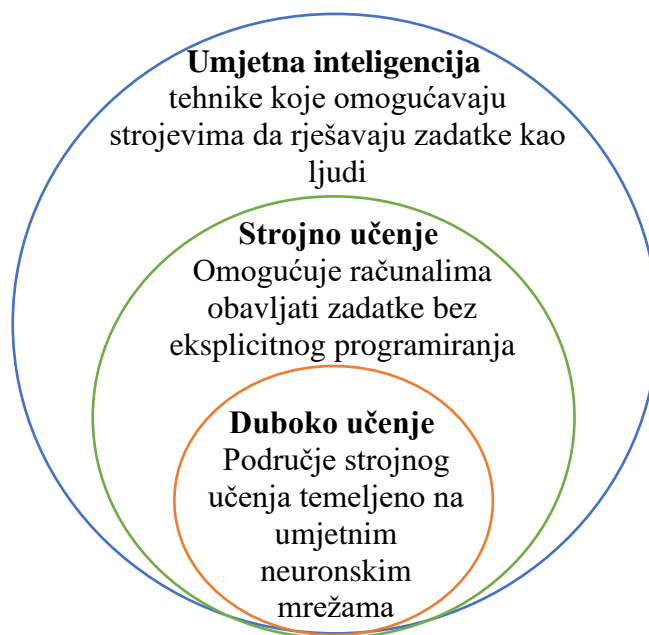 Umjetna inteligencija
tehnike koje omogućavaju
strojevima da rješavaju zadatke kao
ljudi
Strojno učenje
Omogućuje računalima
obavljati zadatke bez
eksplicitnog programiranja
Duboko učenje
Područje strojnog
učenja temeljeno na
umjetnim
neuronskim
mrežama